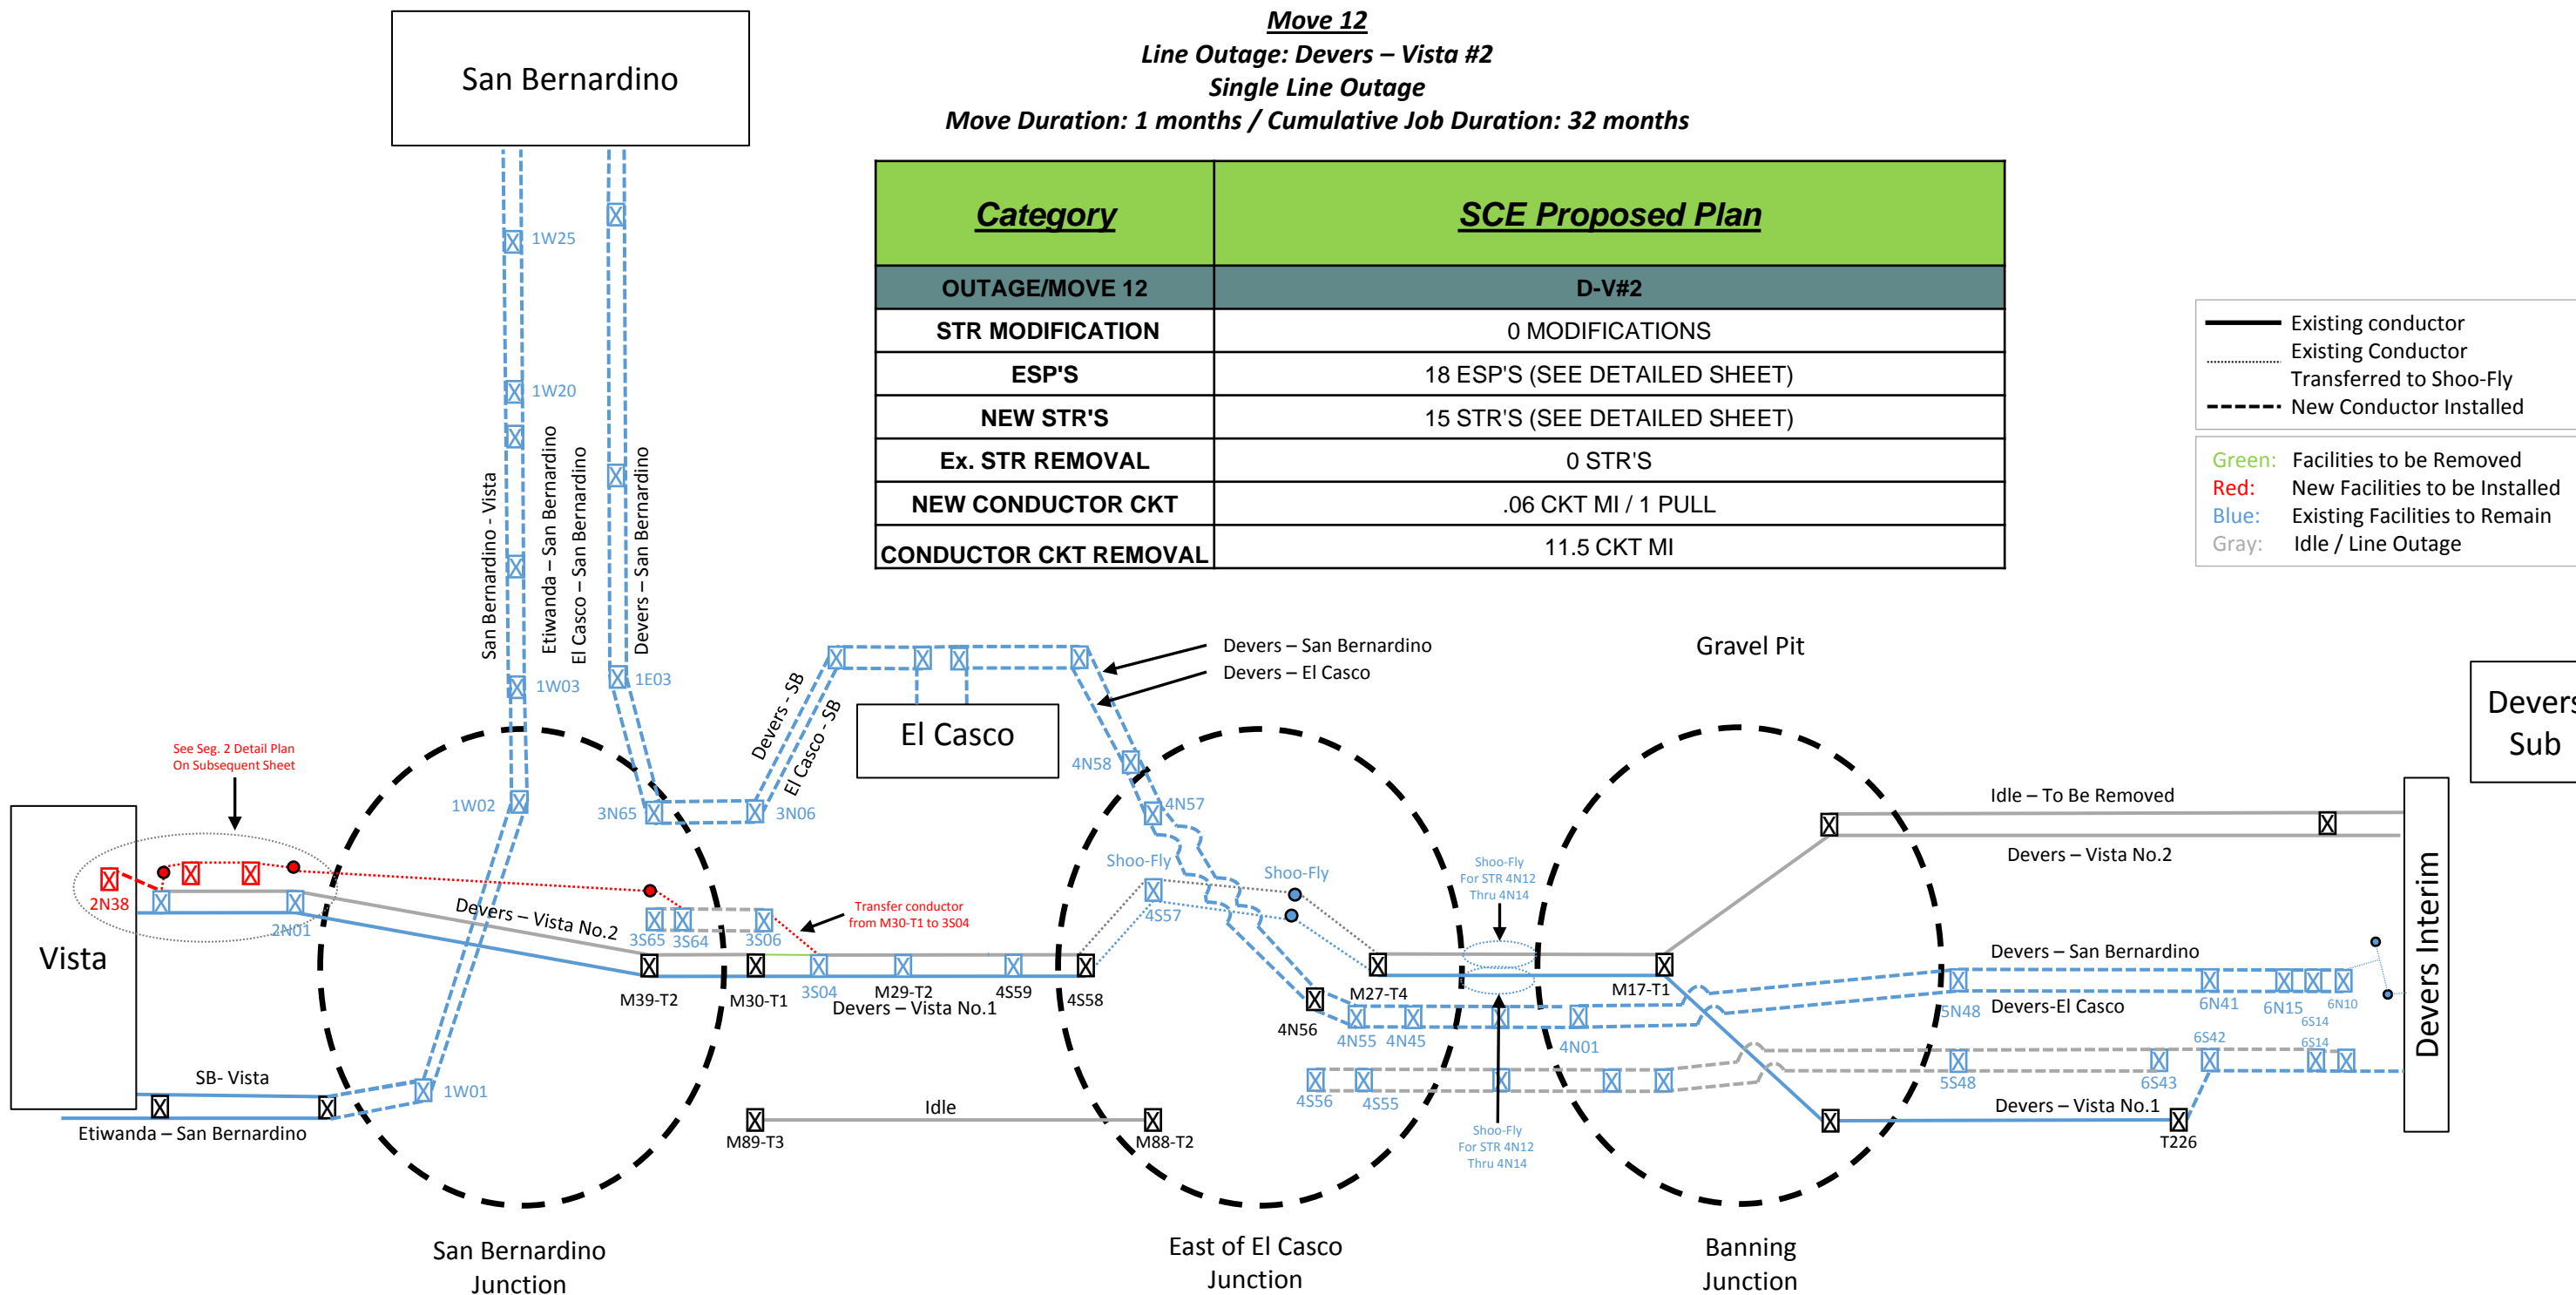 Move 12
Line Outage: Devers – Vista #2
Single Line Outage
Move Duration: 1 months / Cumulative Job Duration: 32 months
San Bernardino
Category SCE Proposed Plan
OUTAGE/MOVE 12 D-V#2
STR MODIFICATION 0 MODIFICATIONS
ESP'S 18 ESP'S (SEE DETAILED SHEET)
NEW STR'S 15 STR'S (SEE DETAILED SHEET)
Ex. STR REMOVAL 0 STR'S
NEW CONDUCTOR CKT .06 CKT MI / 1 PULL
CONDUCTOR CKT REMOVAL 11.5 CKT MI
Existing conductor
Existing Conductor
Transferred to Shoo-Fly
New Conductor Installed
Green: Facilities to be Removed
Red: New Facilities to be Installed
Blue: Existing Facilities to Remain
Gray: Idle / Line Outage
1W25
1W20
San Bernardino - Vista
Etiwanda – San Bernardino
El Casco – San Bernardino
Devers – San Bernardino
1W03
1E03
1W02
3N65
3N06
Devers - SB
El Casco - SB
El Casco
Devers – San Bernardino
Devers – El Casco
Gravel Pit
Devers
Sub
4N58
4N57
See Seg. 2 Detail Plan
On Subsequent Sheet
Vista
2N38
2N01
Devers – Vista No.2
3S65
3S64
3S06
Transfer conductor
from M30-T1 to 3S04
M39-T2
M30-T1
3S04
M29-T2
4S59
4S58
Devers – Vista No.1
Shoo-Fly
4S57
Shoo-Fly
Shoo-Fly
For STR 4N12
Thru 4N14
M27-T4
M17-T1
4N56
4N55
4N45
4N01
4S56
4S55
Shoo-Fly
For STR 4N12
Thru 4N14
Idle – To Be Removed
Devers – Vista No.2
Devers – San Bernardino
Devers-El Casco
5N48
6N41
6N15
6N10
6S14
6S42
6S14
5S48
6S43
Devers – Vista No.1
T226
Devers Interim
SB- Vista
1W01
Etiwanda – San Bernardino
Idle
M89-T3
M88-T2
San Bernardino
Junction
East of El Casco
Junction
Banning
Junction